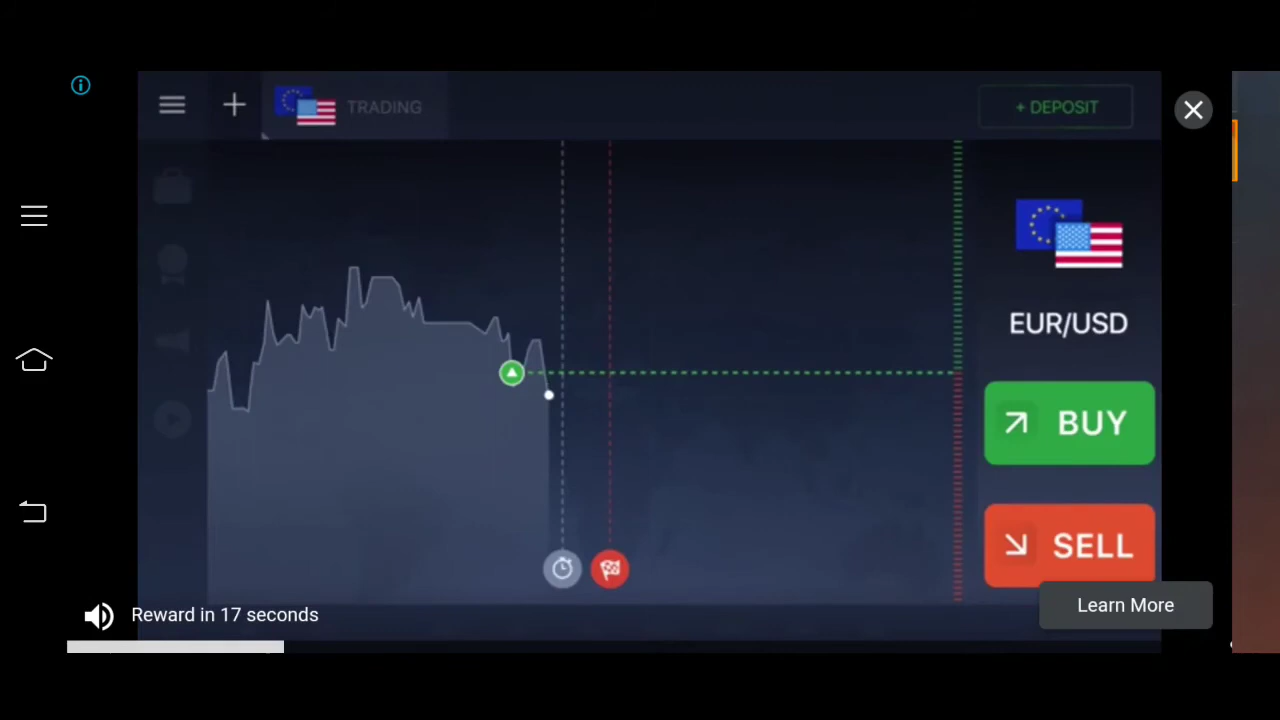 TRADING
+ DEPOSIT
EUR/USD
BUY
SELL
Learn More
Reward in 17 seconds